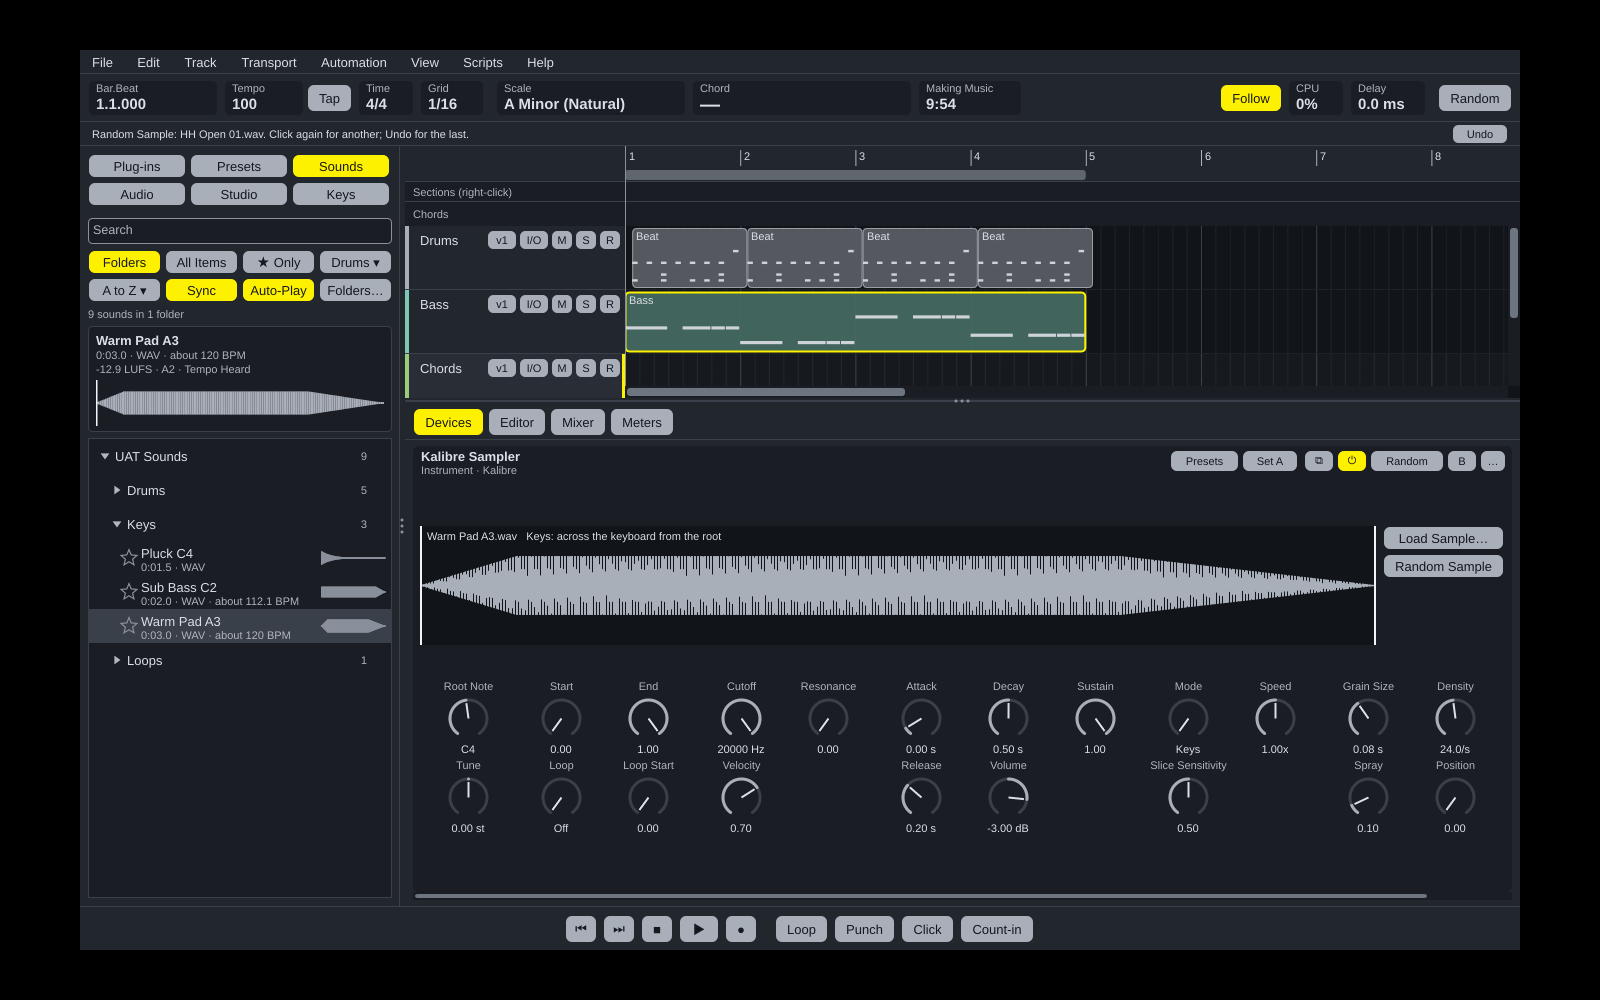 File Edit Track Transport Automation View Scripts Help
Bar.Beat Tempo Time Grid Scale Chord Making Music CPU Delay
1.1.000 100 Tap 4/4 1/16 A Minor (Natural) — 9:54 Follow 0% 0.0 ms Random
Random Sample: HH Open 01.wav. Click again for another; Undo for the last. Undo
Plug-ins Presets Sounds
Audio Studio Keys
Search
Folders All Items ★ Only Drums ▾
A to Z ▾ Sync Auto-Play Folders…
9 sounds in 1 folder
Warm Pad A3
0:03.0 · WAV · about 120 BPM
-12.9 LUFS · A2 · Tempo Heard
UAT Sounds 9
Drums 5
Keys 3
Pluck C4
0:01.5 · WAV
Sub Bass C2
0:02.0 · WAV · about 112.1 BPM
Warm Pad A3
0:03.0 · WAV · about 120 BPM
Loops 1
1 2 3 4 5 6 7 8
Sections (right-click)
Chords
Drums v1 I/O M S R Beat Beat Beat Beat
Bass v1 I/O M S R Bass
Chords v1 I/O M S R
Devices Editor Mixer Meters
Kalibre Sampler
Instrument · Kalibre
Presets Set A Random B …
Warm Pad A3.wav Keys: across the keyboard from the root
Load Sample…
Random Sample
Root Note Start End Cutoff Resonance Attack Decay Sustain Mode Speed Grain Size Density
C4 0.00 1.00 20000 Hz 0.00 0.00 s 0.50 s 1.00 Keys 1.00x 0.08 s 24.0/s
Tune Loop Loop Start Velocity Release Volume Slice Sensitivity Spray Position
0.00 st Off 0.00 0.70 0.20 s -3.00 dB 0.50 0.10 0.00
Loop Punch Click Count-in